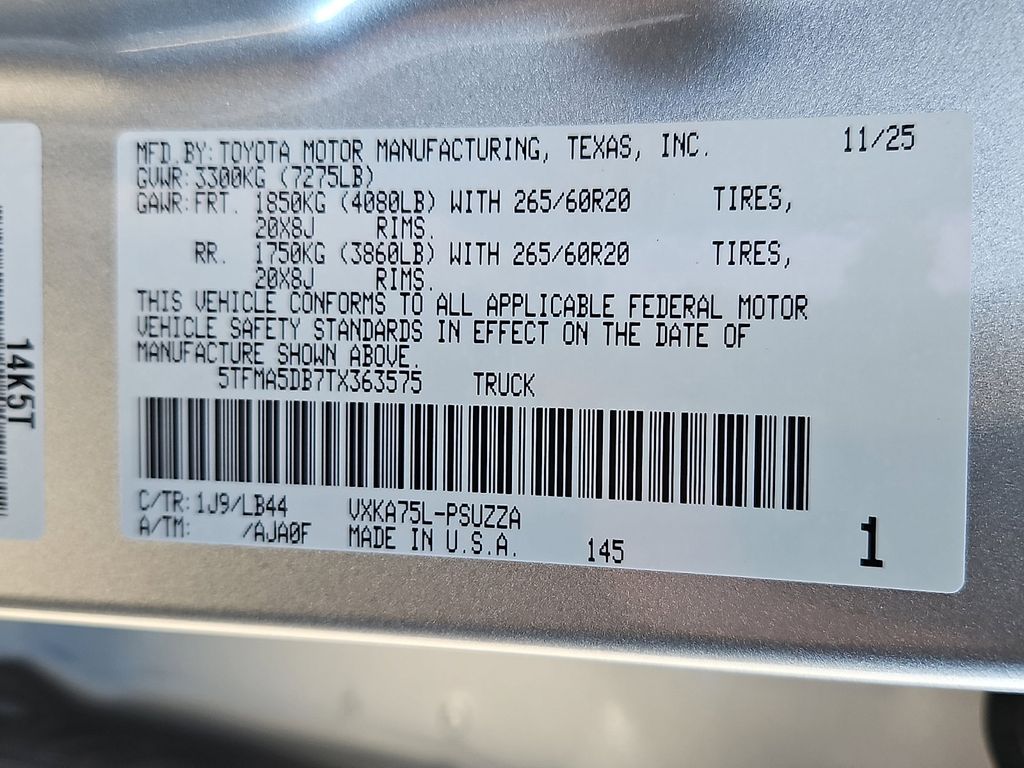 MFD.BY: TOYOTA MOTOR MANUFACTURING, TEXAS, INC. 11/25
GVWR: 3300KG (7275LB)
GAWR: FRT. 1850KG (4080LB) WITH 265/60R20 TIRES,
20X8J RIMS.
RR. 1750KG (3860LB) WITH 265/60R20 TIRES,
20X8J RIMS.
THIS VEHICLE CONFORMS TO ALL APPLICABLE FEDERAL MOTOR
VEHICLE SAFETY STANDARDS IN EFFECT ON THE DATE OF
MANUFACTURE SHOWN ABOVE.
5TFMA5DB7TX363575 TRUCK
C/TR: 1J9/LB44 VXKA75L-PSUZZA
A/TM: /AJA0F MADE IN U.S.A. 145 1
14K5T